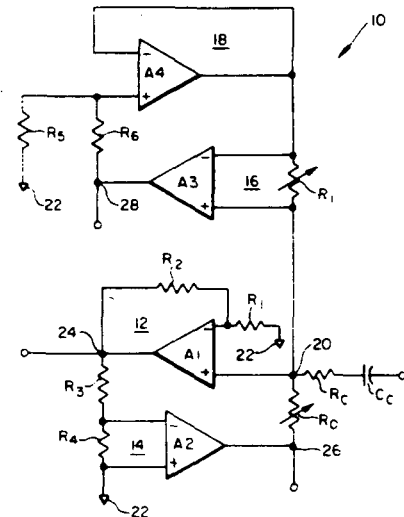 18
10
-
A4
+
R5
R6
22
28
-
A3
16
+
RI
R2
24
12
-
R1
A1
22
20
+
R3
RC
CC
R4
-
14
A2
+
RC
26
22